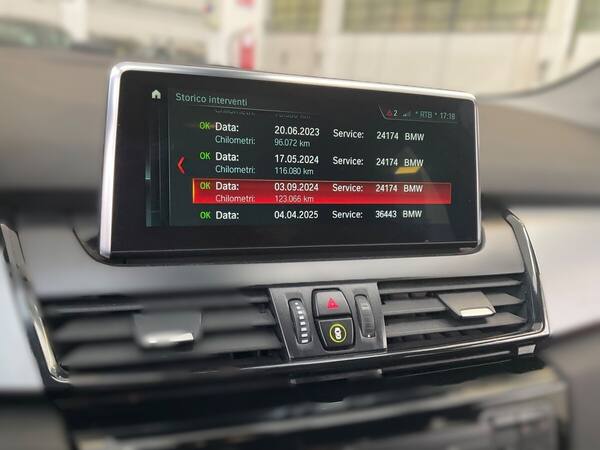 Storico interventi
2 • RTB • 17:18
OK Data: 20.06.2023 Service: 24174 BMW
Chilometri: 96.072 km
OK Data: 17.05.2024 Service: 24174 BMW
Chilometri: 116.080 km
OK Data: 03.09.2024 Service: 24174 BMW
Chilometri: 123.066 km
OK Data: 04.04.2025 Service: 36443 BMW